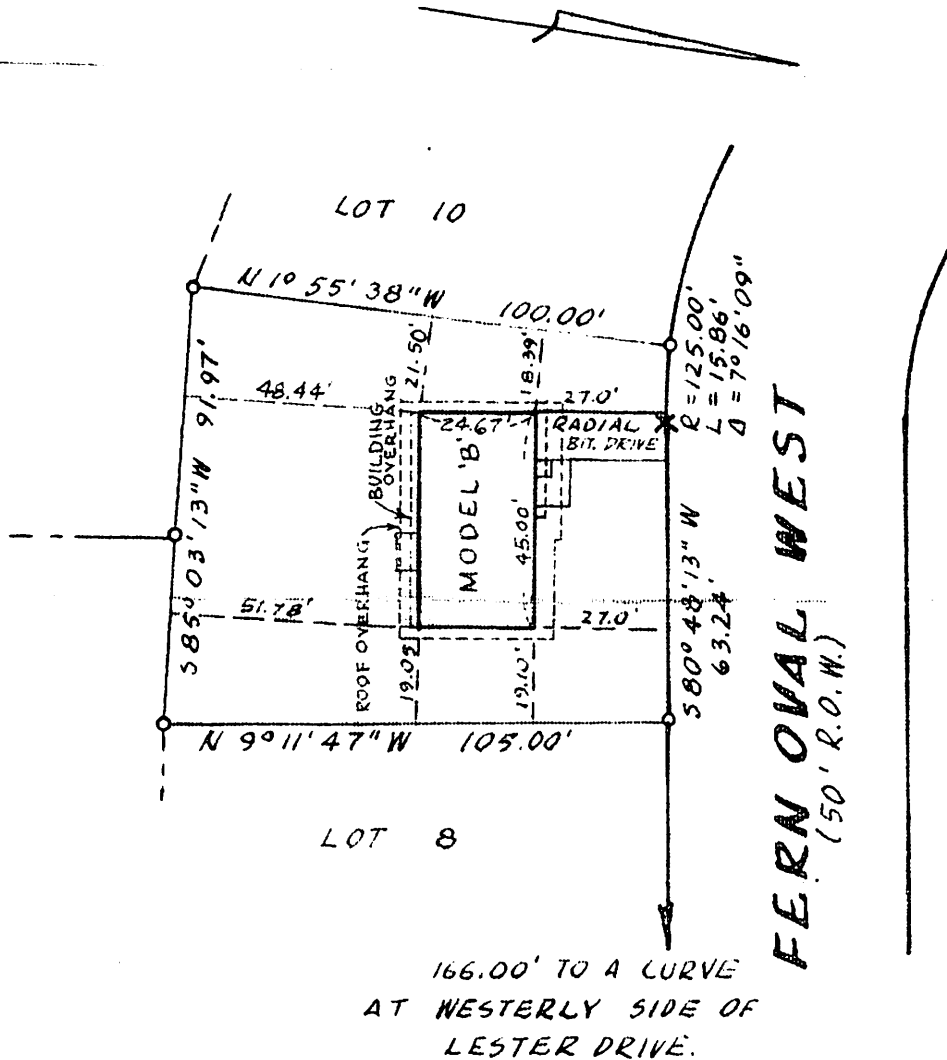 LOT 10
N 1° 55' 38" W 100.00'
S 85° 03' 13" W 91.97'
48.44'
21.50'
18.39'
27.0'
24.67'
RADIAL
BIT. DRIVE
BUILDING
OVERHANG
ROOF OVERHANG
MODEL 'B'
45.00'
R = 125.00'
L = 15.86'
Δ = 7° 16' 09"
51.78'
27.0'
19.09
19.10'
S 80° 48' 13" W
63.24'
N 9° 11' 47" W 105.00'
FERN OVAL WEST
(50' R.O.W.)
LOT 8
166.00' TO A CURVE
AT WESTERLY SIDE OF
LESTER DRIVE.